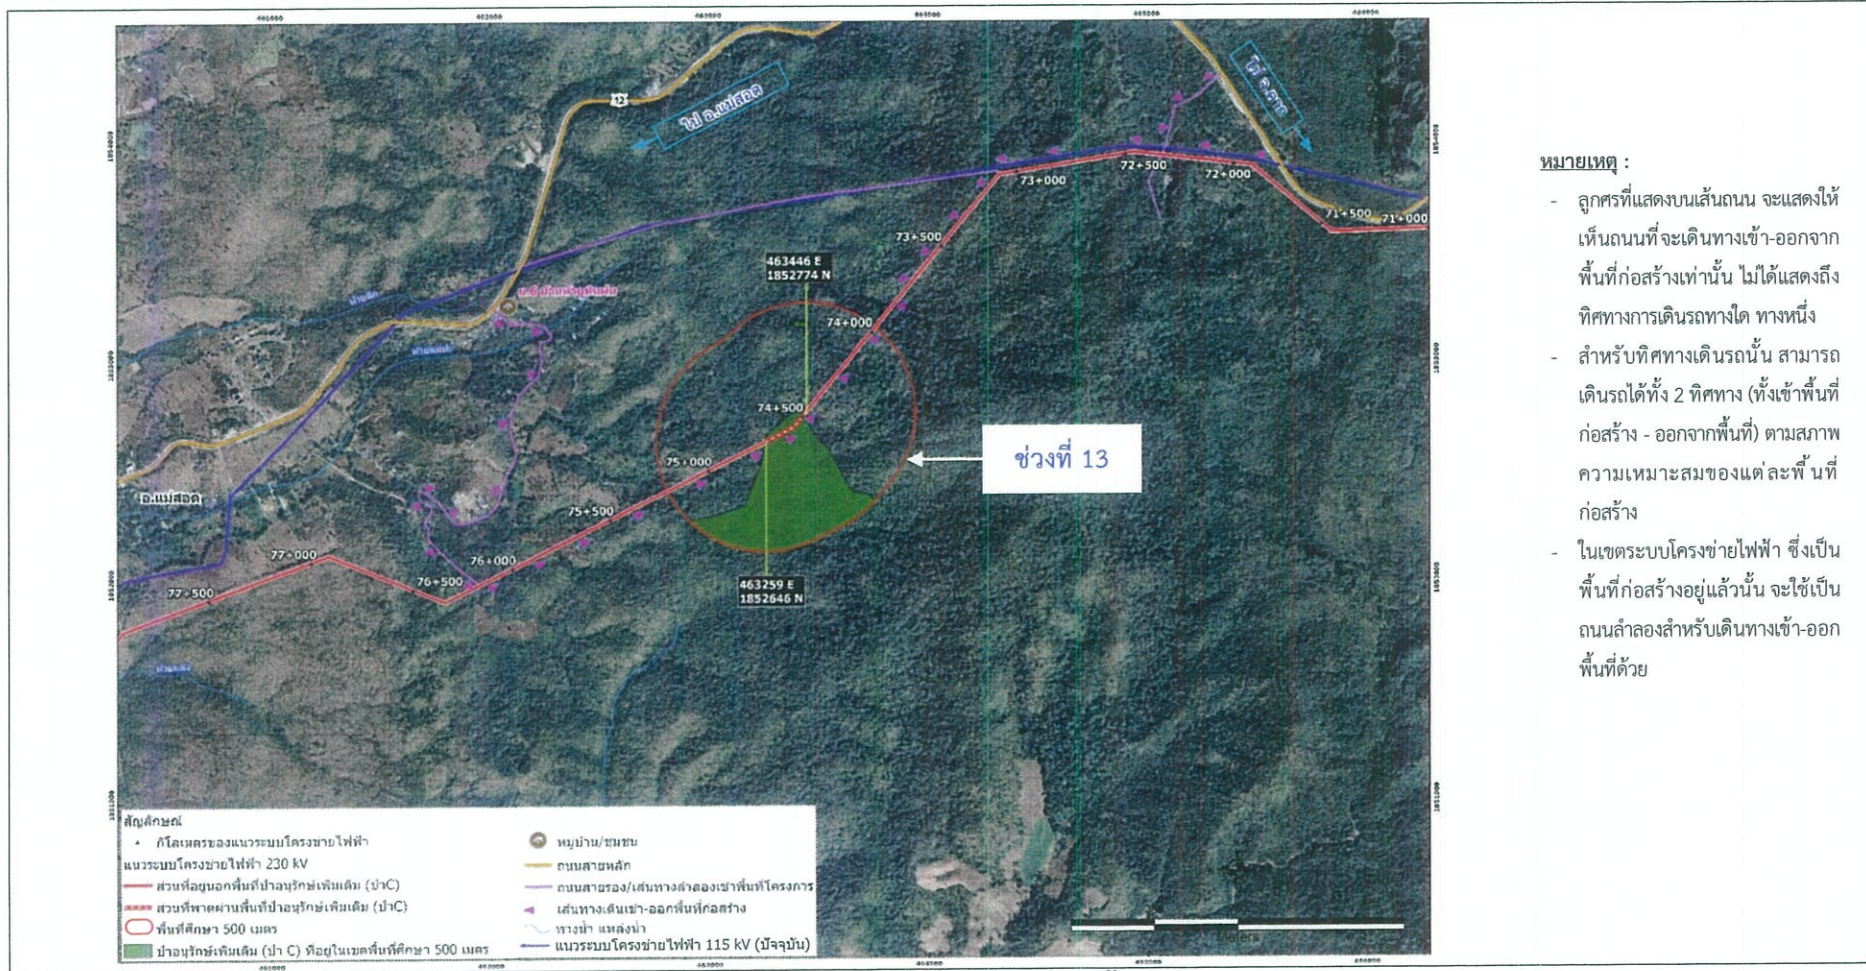 461000 462000 463000 464000 465000 466000
12
ไป อ.แม่สอด
ไป จ.ตาก
1854000
1854000
73+000
72+500
72+000
71+500
71+000
73+500
463446 E
1852774 N
74+000
1853000
1853000
74+500
ช่วงที่ 13
75+000
อ.แม่สอด
75+500
77+000
76+000
76+500
77+500
463259 E
1852646 N
สัญลักษณ์
กิโลเมตรของแนวระบบโครงข่ายไฟฟ้า
แนวระบบโครงข่ายไฟฟ้า 230 kV
ส่วนที่อยู่นอกพื้นที่ป่าอนุรักษ์เพิ่มเติม (ป่าC)
ส่วนที่พาดผ่านพื้นที่ป่าอนุรักษ์เพิ่มเติม (ป่าC)
พื้นที่ศึกษา 500 เมตร
ป่าอนุรักษ์เพิ่มเติม (ป่า C) ที่อยู่ในเขตพื้นที่ศึกษา 500 เมตร
หมู่บ้าน/ชุมชน
ถนนสายหลัก
ถนนสายรอง/เส้นทางลำลองเข้าพื้นที่โครงการ
เส้นทางเดินเข้า-ออกพื้นที่ก่อสร้าง
ทางน้ำ แหล่งน้ำ
แนวระบบโครงข่ายไฟฟ้า 115 kV (ปัจจุบัน)
หมายเหตุ :
- ลูกศรที่แสดงบนเส้นถนน จะแสดงให้
เห็นถนนที่จะเดินทางเข้า-ออกจาก
พื้นที่ก่อสร้างเท่านั้น ไม่ได้แสดงถึง
ทิศทางการเดินรถทางใด ทางหนึ่ง
- สำหรับทิศทางเดินรถนั้น สามารถ
เดินรถได้ทั้ง 2 ทิศทาง (ทั้งเข้าพื้นที่
ก่อสร้าง - ออกจากพื้นที่) ตามสภาพ
ความเหมาะสมของแต่ละพื้นที่
ก่อสร้าง
- ในเขตระบบโครงข่ายไฟฟ้า ซึ่งเป็น
พื้นที่ก่อสร้างอยู่แล้วนั้น จะใช้เป็น
ถนนลำลองสำหรับเดินทางเข้า-ออก
พื้นที่ด้วย